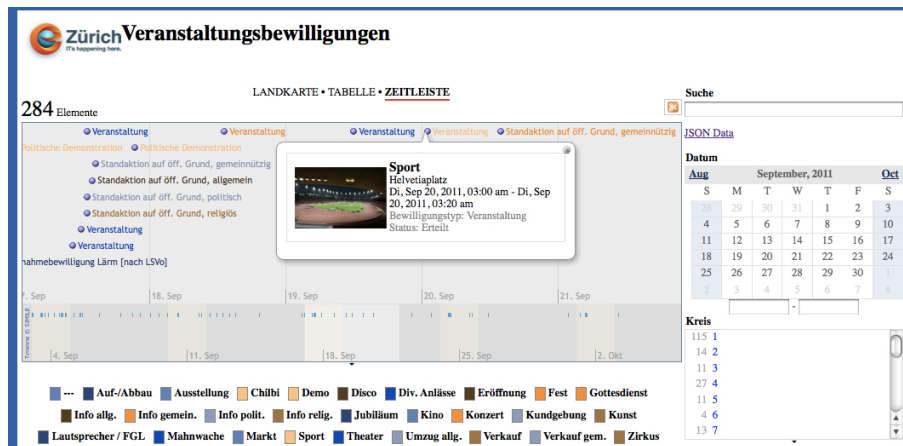 Zürich Veranstaltungsbewilligungen
IT's happening here.
LANDKARTE • TABELLE • ZEITLEISTE
284 Elemente
Veranstaltung Veranstaltung Veranstaltung Veranstaltung Standaktion auf öff. Grund, gemeinnützig
Politische Demonstration Politische Demonstration
Standaktion auf öff. Grund, gemeinnützig
Standaktion auf öff. Grund, allgemein
Standaktion auf öff. Grund, politisch
Standaktion auf öff. Grund, religiös
Veranstaltung
Veranstaltung
nahmebewilligung Lärm [nach LSVo]
Sport
Helvetiaplatz
Di, Sep 20, 2011, 03:00 am - Di, Sep
20, 2011, 03:20 am
Bewilligungstyp: Veranstaltung
Status: Erteilt
7. Sep 18. Sep 19. Sep 20. Sep 21. Sep
Timeline © SIMILE
4. Sep 11. Sep 18. Sep 25. Sep 2. Okt
--- Auf-/Abbau Ausstellung Chilbi Demo Disco Div. Anlässe Eröffnung Fest Gottesdienst
Info allg. Info gemein. Info polit. Info relig. Jubiläum Kino Konzert Kundgebung Kunst
Lautsprecher / FGL Mahnwache Markt Sport Theater Umzug allg. Verkauf Verkauf gem. Zirkus
Suche
JSON Data
Datum
Aug September, 2011 Oct
S M T W T F S
28 29 30 31 1 2 3
4 5 6 7 8 9 10
11 12 13 14 15 16 17
18 19 20 21 22 23 24
25 26 27 28 29 30 1
2 3 4 5 6 7 8
-
Kreis
115 1
14 2
11 3
27 4
11 5
4 6
13 7